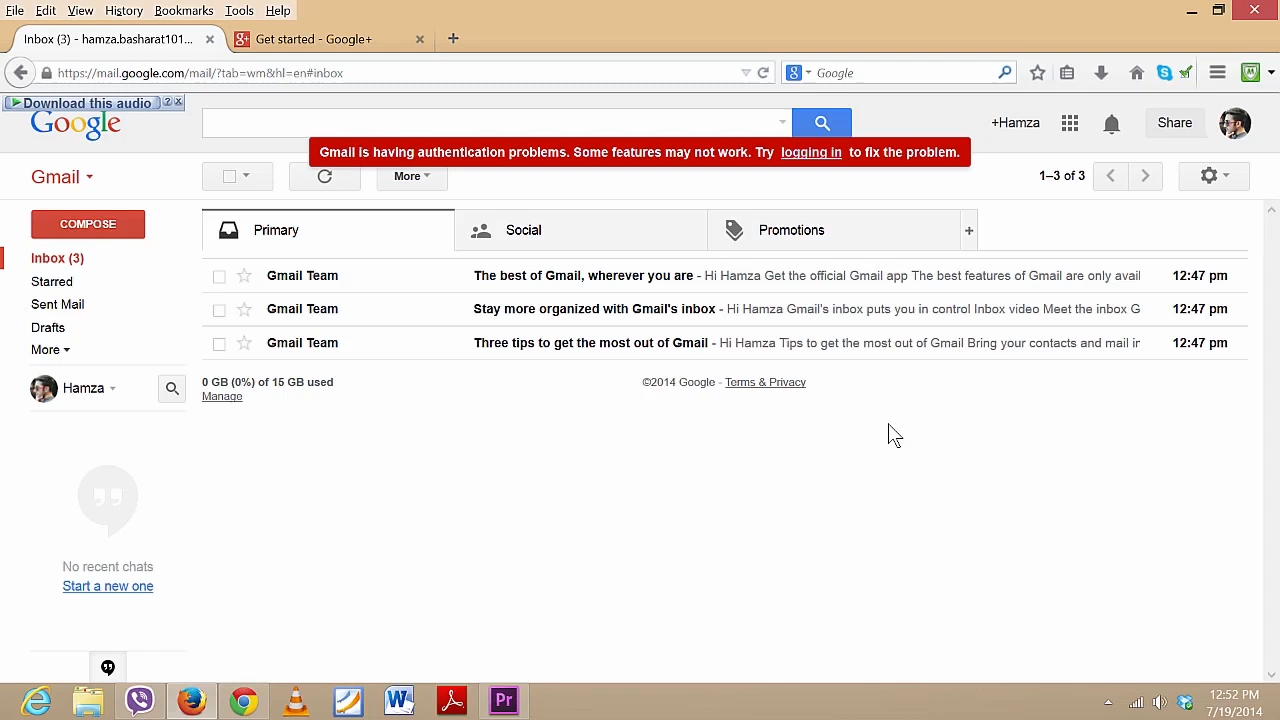 File Edit View History Bookmarks Tools Help
Inbox (3) - hamza.basharat101... Get started - Google+
https://mail.google.com/mail/?tab=wm&hl=en#inbox Google
Download this audio
Google +Hamza Share
Gmail is having authentication problems. Some features may not work. Try logging in to fix the problem.
Gmail More 1–3 of 3
COMPOSE
Primary Social Promotions +
Inbox (3)
Starred
Sent Mail
Drafts
More
Gmail Team The best of Gmail, wherever you are - Hi Hamza Get the official Gmail app The best features of Gmail are only avail 12:47 pm
Gmail Team Stay more organized with Gmail's inbox - Hi Hamza Gmail's inbox puts you in control Inbox video Meet the inbox G 12:47 pm
Gmail Team Three tips to get the most out of Gmail - Hi Hamza Tips to get the most out of Gmail Bring your contacts and mail in 12:47 pm
0 GB (0%) of 15 GB used ©2014 Google - Terms & Privacy
Manage
Hamza
No recent chats
Start a new one
Pr
12:52 PM
7/19/2014